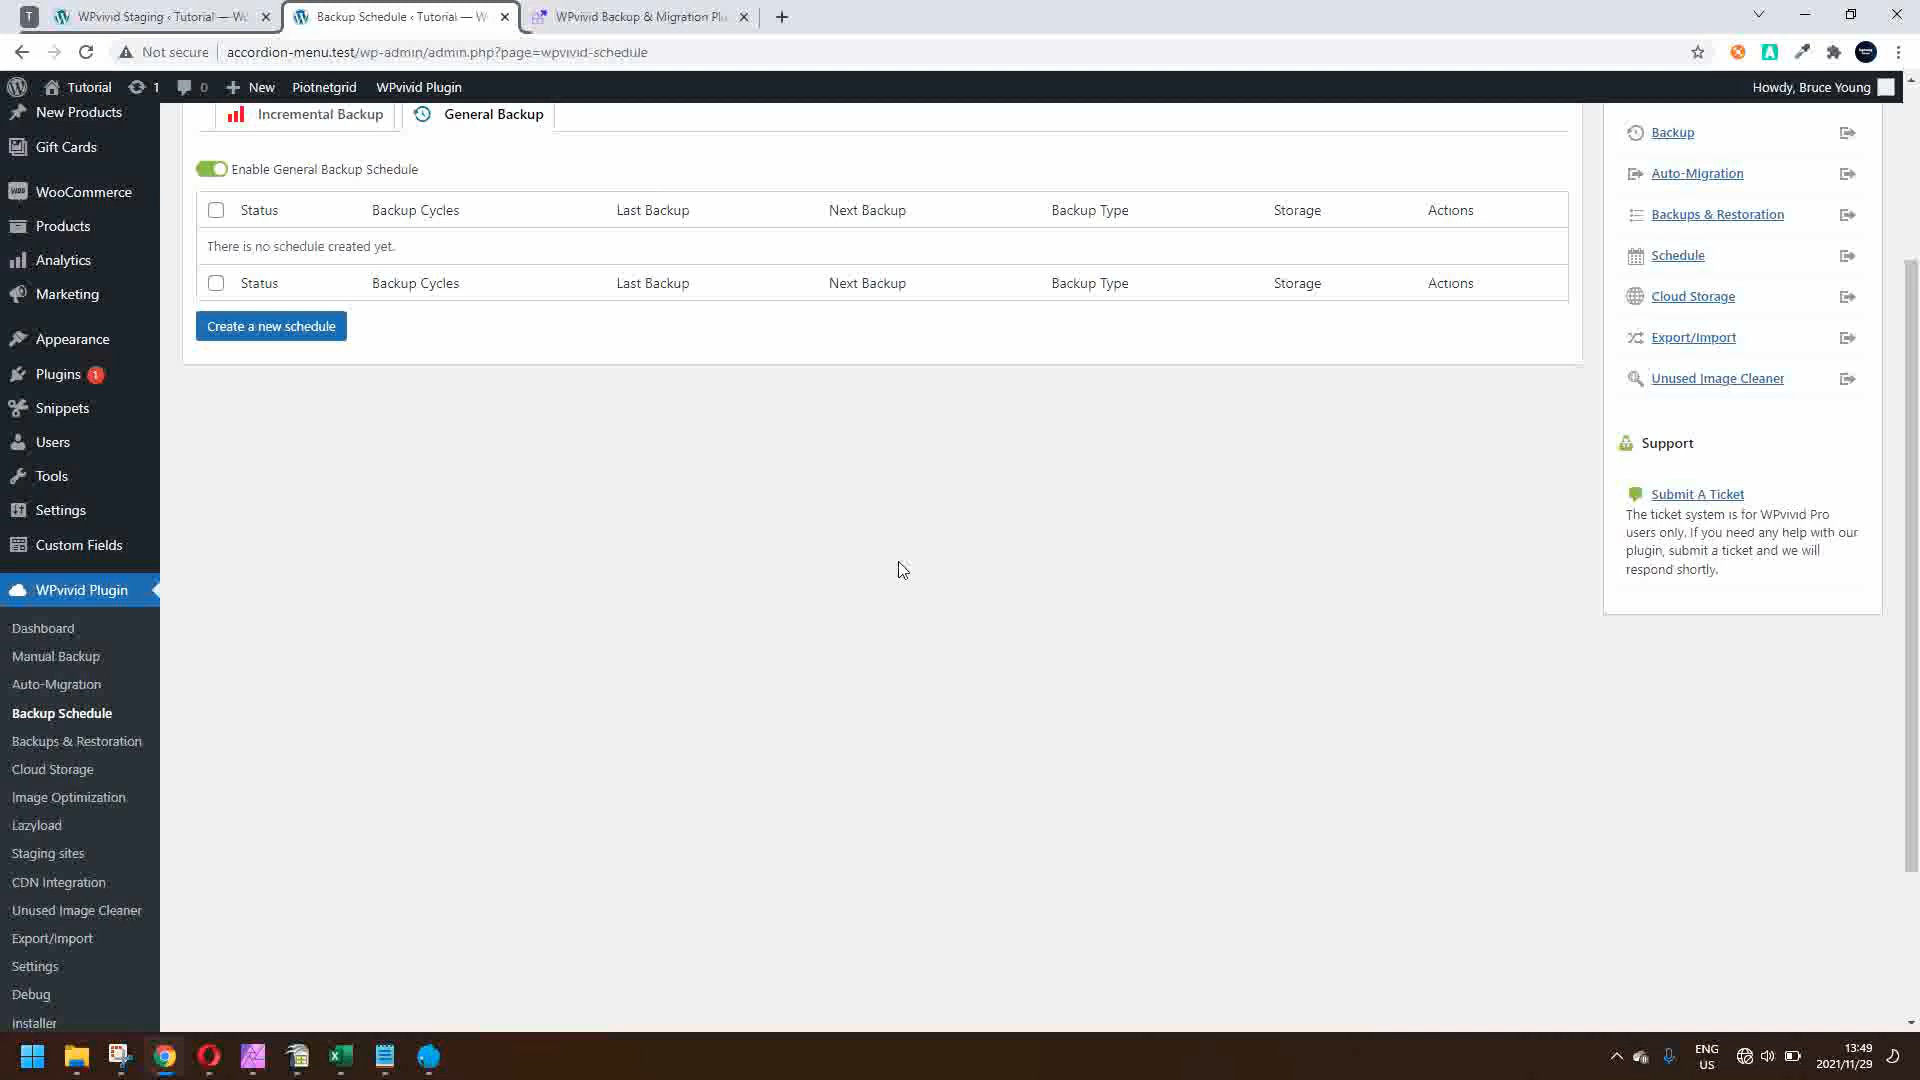 T
WPvivid Staging ‹ Tutorial — W
Backup Schedule ‹ Tutorial — W
WPvivid Backup & Migration Plu
Not secure
accordion-menu.test/wp-admin/admin.php?page=wpvivid-schedule
Tutorial
1
0
New
Piotnetgrid
WPvivid Plugin
Howdy, Bruce Young
New Products
Gift Cards
WooCommerce
Products
Analytics
Marketing
Appearance
Plugins 1
Snippets
Users
Tools
Settings
Custom Fields
WPvivid Plugin
Dashboard
Manual Backup
Auto-Migration
Backup Schedule
Backups & Restoration
Cloud Storage
Image Optimization
Lazyload
Staging sites
CDN Integration
Unused Image Cleaner
Export/Import
Settings
Debug
Installer
Incremental Backup
General Backup
Enable General Backup Schedule
Status Backup Cycles Last Backup Next Backup Backup Type Storage Actions
There is no schedule created yet.
Status Backup Cycles Last Backup Next Backup Backup Type Storage Actions
Create a new schedule
Backup
Auto-Migration
Backups & Restoration
Schedule
Cloud Storage
Export/Import
Unused Image Cleaner
Support
Submit A Ticket
The ticket system is for WPvivid Pro
users only. If you need any help with our
plugin, submit a ticket and we will
respond shortly.
ENG
US
13:49
2021/11/29